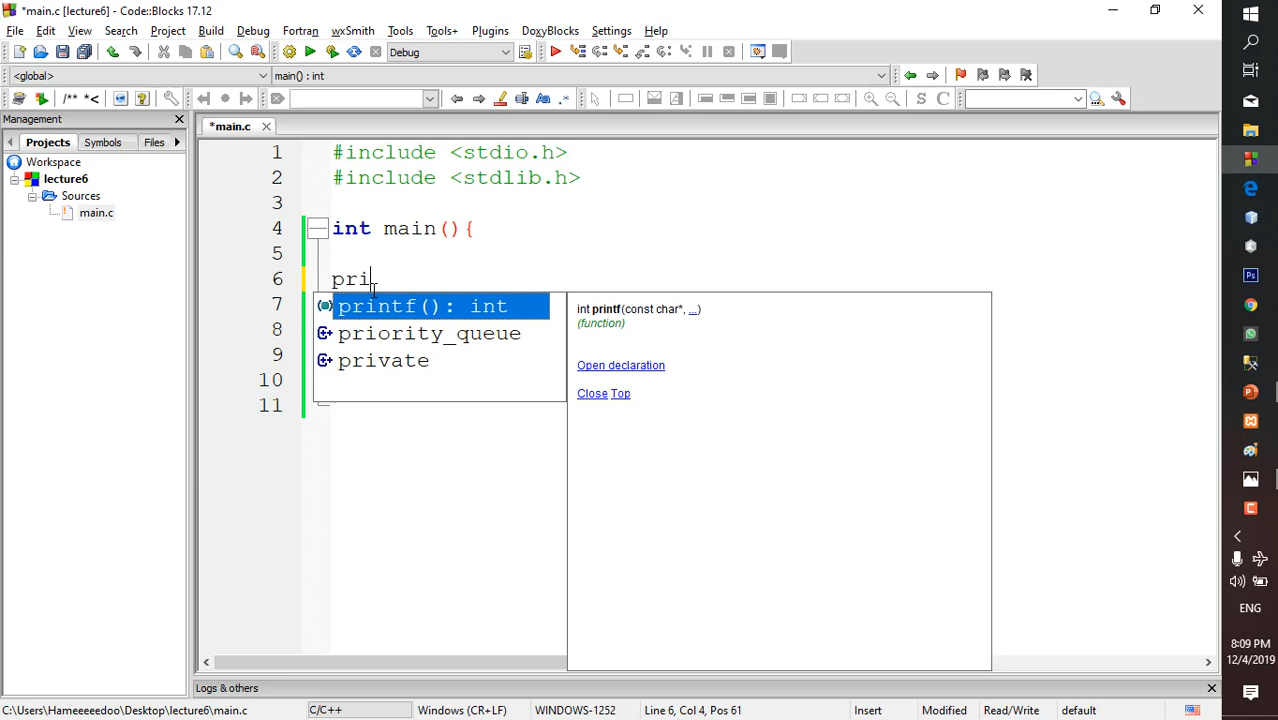 *main.c [lecture6] - Code::Blocks 17.12
File Edit View Search Project Build Debug Fortran wxSmith Tools Tools+ Plugins DoxyBlocks Settings Help
Debug
<global> main() : int
/** *<
S C
Management
*main.c
Projects Symbols Files
Workspace
lecture6
Sources
main.c
1 #include <stdio.h>
2 #include <stdlib.h>
3
4 int main(){
5
6 pri
7
8
9
10
11
printf(): int
priority_queue
private
int printf(const char*, ...)
(function)
Open declaration
Close Top
Logs & others
C:\Users\Hameeeeedoo\Desktop\lecture6\main.c C/C++ Windows (CR+LF) WINDOWS-1252 Line 6, Col 4, Pos 61 Insert Modified Read/Write default
ENG
8:09 PM
12/4/2019